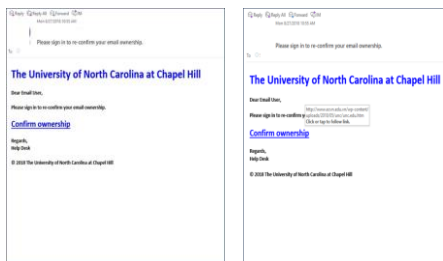 Reply Reply All Forward IM
Mon 8/27/2018 10:05 AM
Please sign in to re-confirm your email ownership.
The University of North Carolina at Chapel Hill
Dear Email User,
Please sign in to re-confirm your email ownership.
Confirm ownership
Regards,
Help Desk
© 2018 The University of North Carolina at Chapel Hill
Reply Reply All Forward IM
Mon 8/27/2018 10:05 AM
Please sign in to re-confirm your email ownership.
The University of North Carolina at Chapel Hill
Dear Email User,
Please sign in to re-confirm
Click or tap to follow link.
Confirm ownership
Regards,
Help Desk
© 2018 The University of North Carolina at Chapel Hill